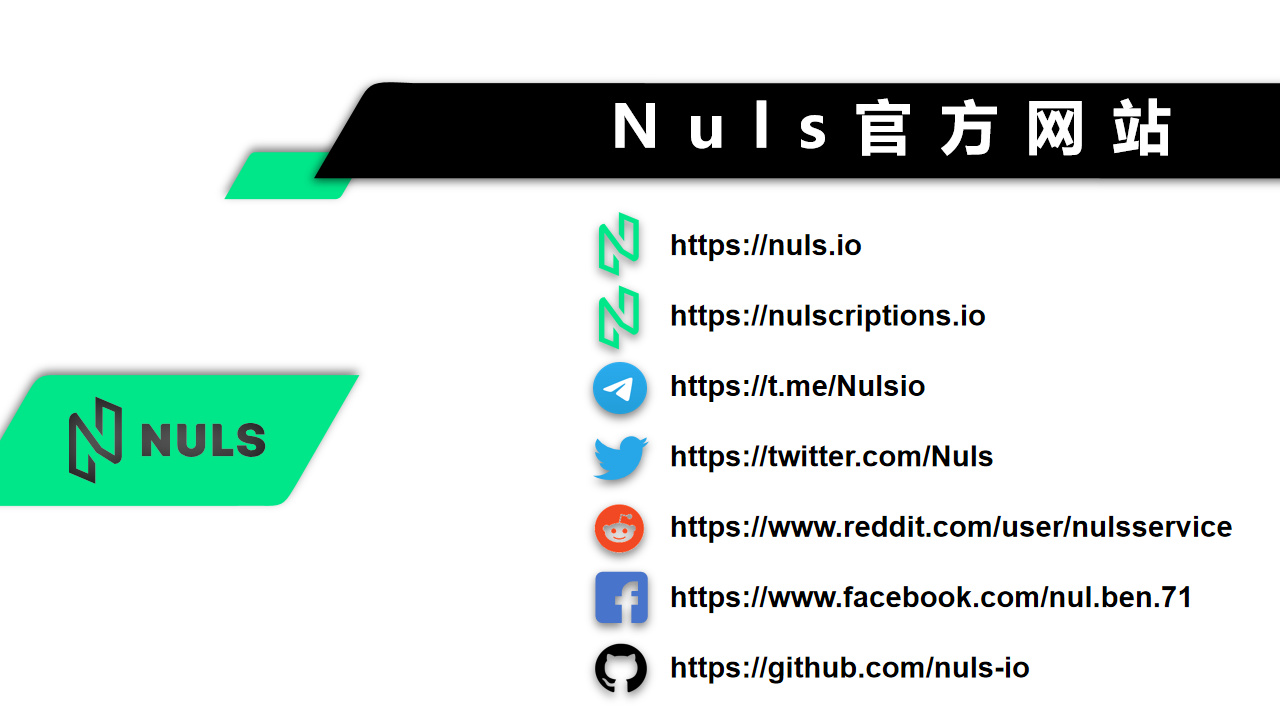 Nuls官方网站
https://nuls.io
https://nulscriptions.io
https://t.me/Nulsio
NULS
https://twitter.com/Nuls
https://www.reddit.com/user/nulsservice
https://www.facebook.com/nul.ben.71
https://github.com/nuls-io